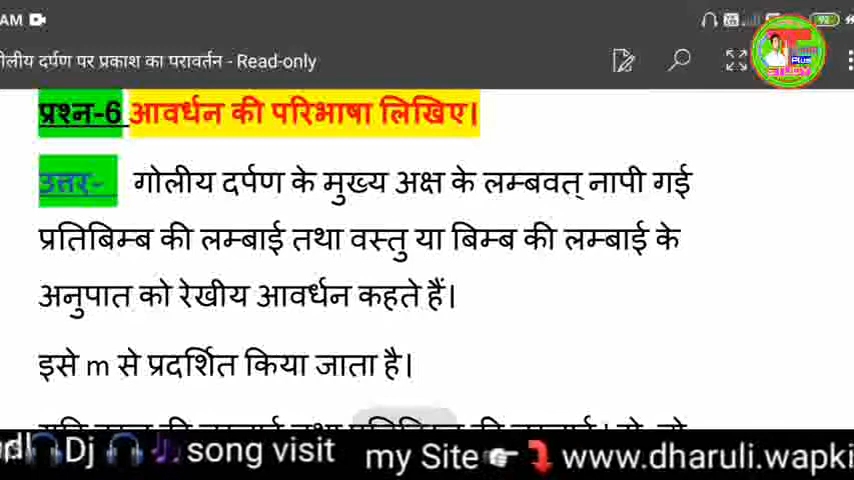 AM
92
गोलीय दर्पण पर प्रकाश का परावर्तन - Read-only
Plus
प्रश्न-6 आवर्धन की परिभाषा लिखिए।
उत्तर- गोलीय दर्पण के मुख्य अक्ष के लम्बवत् नापी गई
प्रतिबिम्ब की लम्बाई तथा वस्तु या बिम्ब की लम्बाई के
अनुपात को रेखीय आवर्धन कहते हैं।
इसे m से प्रदर्शित किया जाता है।
Dj song visit my Site www.dharuli.wapki